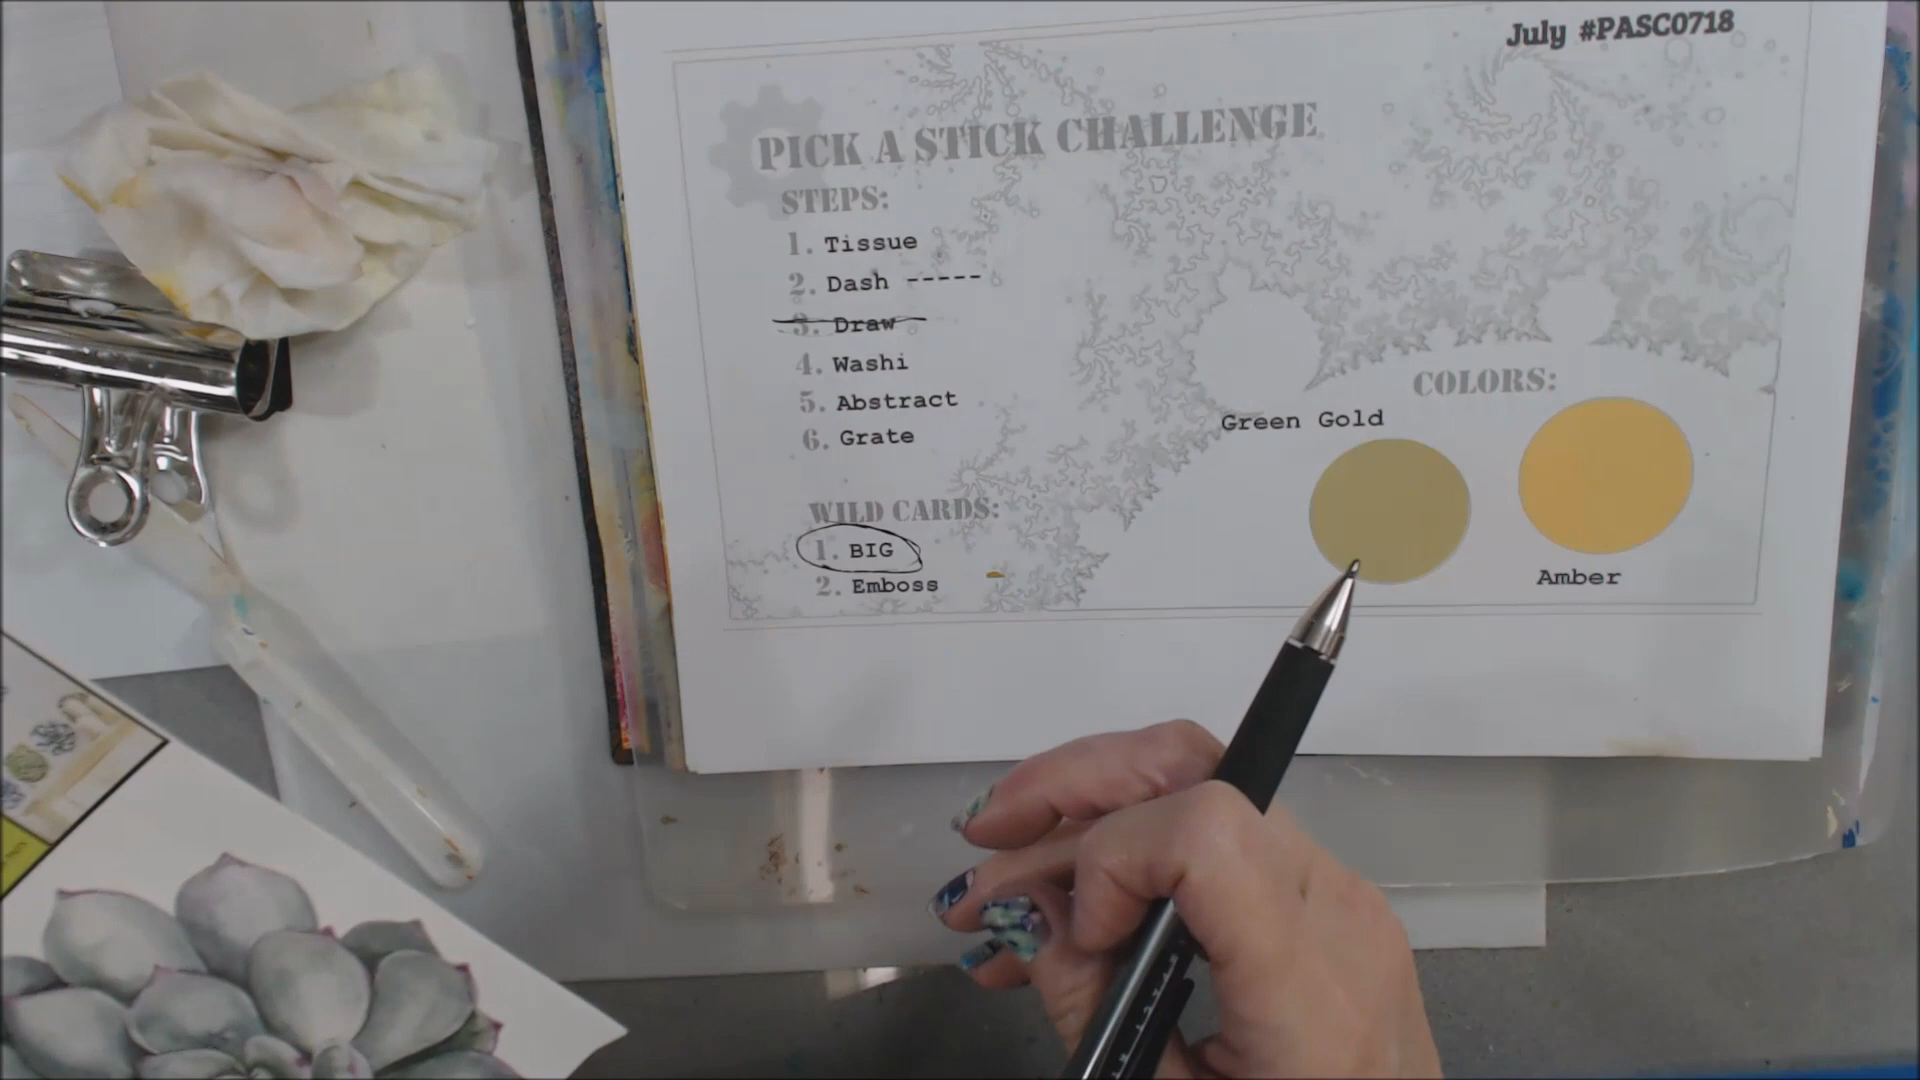 July #PASC0718
PICK A STICK CHALLENGE
STEPS:
1. Tissue
2. Dash -----
3. Draw
4. Washi
5. Abstract
6. Grate
WILD CARDS:
1. BIG
2. Emboss
COLORS:
Green Gold
Amber